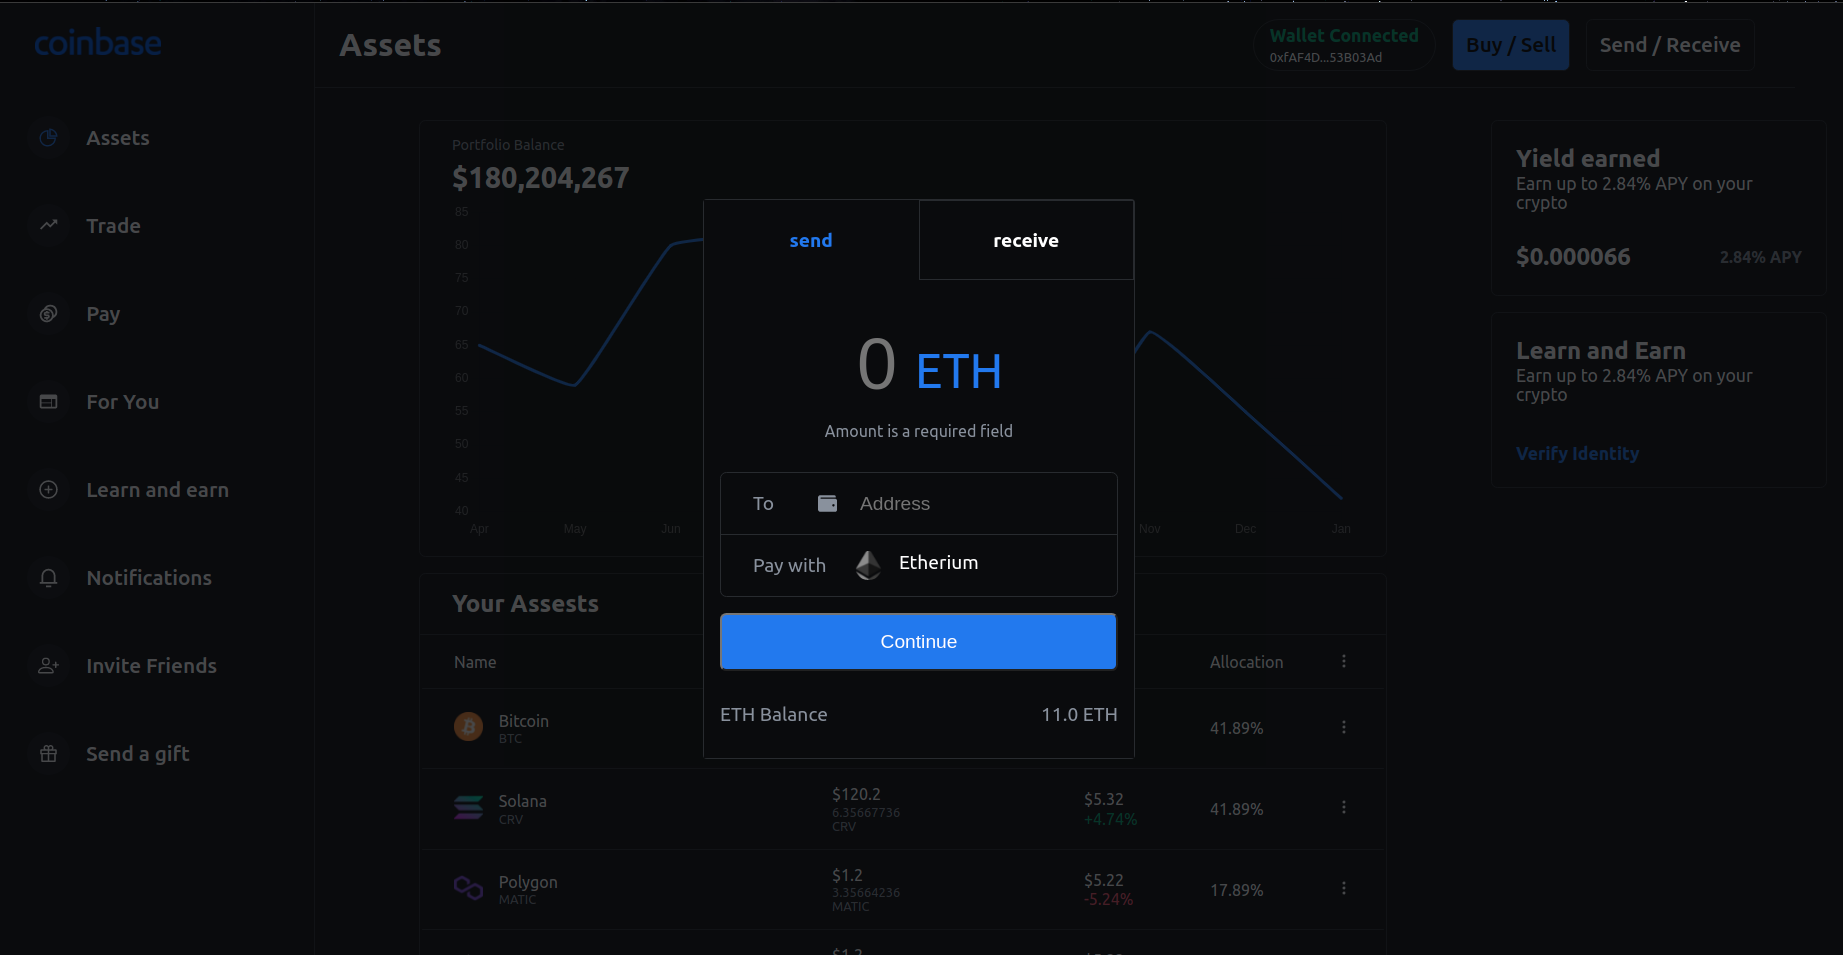 coinbase
Assets
Wallet Connected
0xfAF4D...53B03Ad
Buy / Sell
Send / Receive
Assets
Trade
Pay
For You
Learn and earn
Notifications
Invite Friends
Send a gift
Portfolio Balance
$180,204,267
85
80
75
70
65
60
55
50
45
40
Apr
May
Jun
Nov
Dec
Jan
send
receive
0 ETH
Amount is a required field
To
Address
Pay with
Etherium
Continue
ETH Balance
11.0 ETH
Yield earned
Earn up to 2.84% APY on your
crypto
$0.000066
2.84% APY
Learn and Earn
Earn up to 2.84% APY on your
crypto
Verify Identity
Your Assests
Name
Allocation
Bitcoin
BTC
41.89%
Solana
CRV
$120.2
6.35667736
CRV
$5.32
+4.74%
41.89%
Polygon
MATIC
$1.2
3.35664236
MATIC
$5.22
-5.24%
17.89%